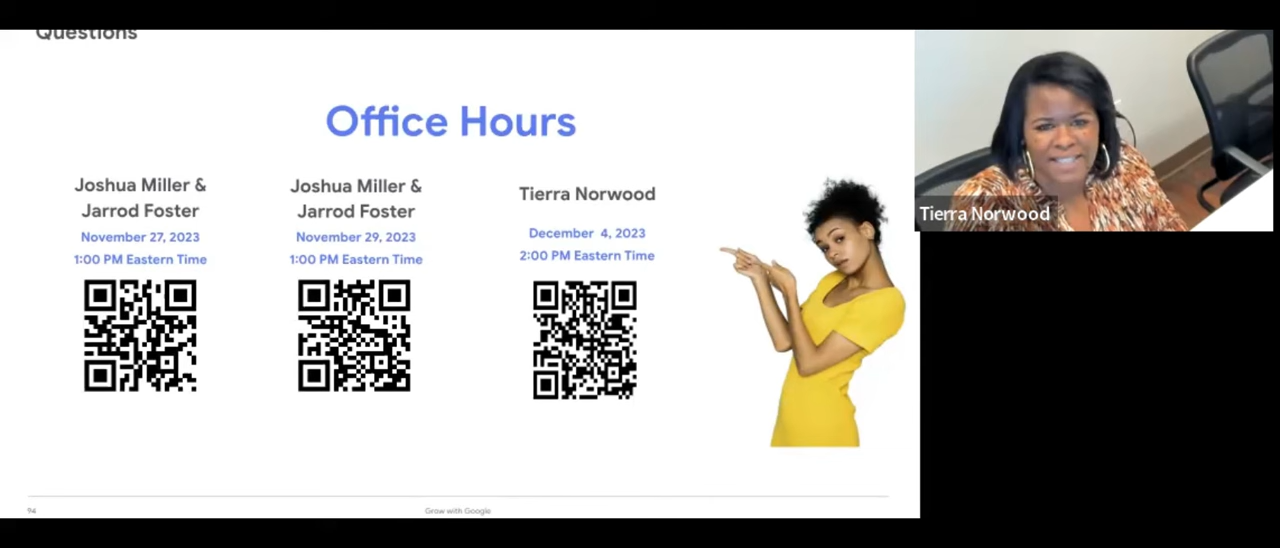 Questions
Office Hours
Joshua Miller &
Jarrod Foster
November 27, 2023
1:00 PM Eastern Time
Joshua Miller &
Jarrod Foster
November 29, 2023
1:00 PM Eastern Time
Tierra Norwood
December 4, 2023
2:00 PM Eastern Time
Tierra Norwood
94
Grow with Google